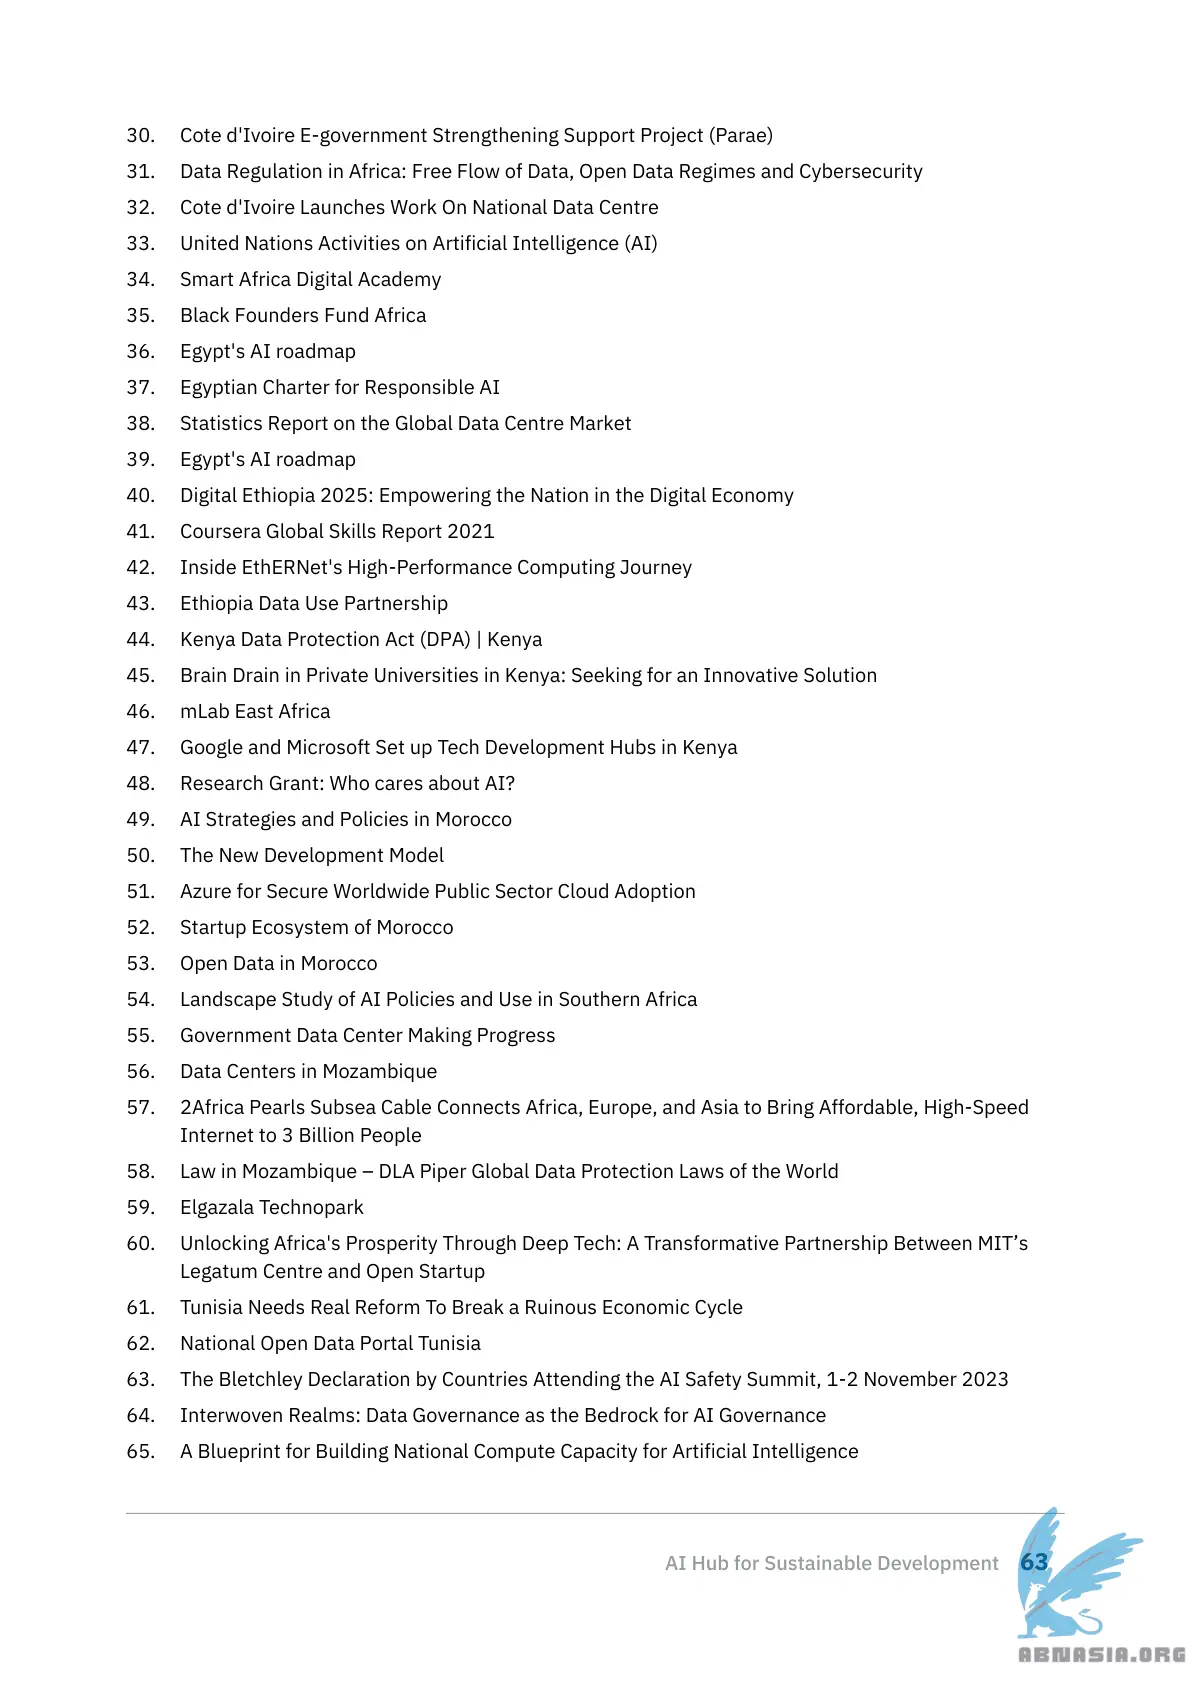 30. Cote d'Ivoire E-government Strengthening Support Project (Parae)
31. Data Regulation in Africa: Free Flow of Data, Open Data Regimes and Cybersecurity
32. Cote d'Ivoire Launches Work On National Data Centre
33. United Nations Activities on Artificial Intelligence (AI)
34. Smart Africa Digital Academy
35. Black Founders Fund Africa
36. Egypt's AI roadmap
37. Egyptian Charter for Responsible AI
38. Statistics Report on the Global Data Centre Market
39. Egypt's AI roadmap
40. Digital Ethiopia 2025: Empowering the Nation in the Digital Economy
41. Coursera Global Skills Report 2021
42. Inside EthERNet's High-Performance Computing Journey
43. Ethiopia Data Use Partnership
44. Kenya Data Protection Act (DPA) | Kenya
45. Brain Drain in Private Universities in Kenya: Seeking for an Innovative Solution
46. mLab East Africa
47. Google and Microsoft Set up Tech Development Hubs in Kenya
48. Research Grant: Who cares about AI?
49. AI Strategies and Policies in Morocco
50. The New Development Model
51. Azure for Secure Worldwide Public Sector Cloud Adoption
52. Startup Ecosystem of Morocco
53. Open Data in Morocco
54. Landscape Study of AI Policies and Use in Southern Africa
55. Government Data Center Making Progress
56. Data Centers in Mozambique
57. 2Africa Pearls Subsea Cable Connects Africa, Europe, and Asia to Bring Affordable, High-Speed
Internet to 3 Billion People
58. Law in Mozambique – DLA Piper Global Data Protection Laws of the World
59. Elgazala Technopark
60. Unlocking Africa's Prosperity Through Deep Tech: A Transformative Partnership Between MIT’s
Legatum Centre and Open Startup
61. Tunisia Needs Real Reform To Break a Ruinous Economic Cycle
62. National Open Data Portal Tunisia
63. The Bletchley Declaration by Countries Attending the AI Safety Summit, 1-2 November 2023
64. Interwoven Realms: Data Governance as the Bedrock for AI Governance
65. A Blueprint for Building National Compute Capacity for Artificial Intelligence
AI Hub for Sustainable Development 63
ABNASIA.ORG